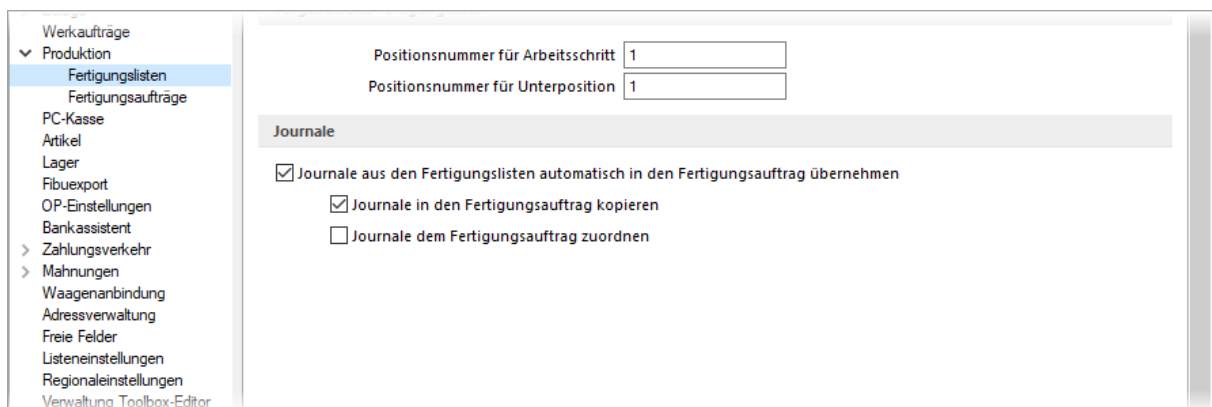 Werkaufträge
Produktion
Fertigungslisten
Fertigungsaufträge
PC-Kasse
Artikel
Lager
Fibuexport
OP-Einstellungen
Bankassistent
Zahlungsverkehr
Mahnungen
Waagenanbindung
Adressverwaltung
Freie Felder
Listeneinstellungen
Regionaleinstellungen
Verwaltung Toolbox-Editor
Positionsnummer für Arbeitsschritt 1
Positionsnummer für Unterposition 1
Journale
Journale aus den Fertigungslisten automatisch in den Fertigungsauftrag übernehmen
Journale in den Fertigungsauftrag kopieren
Journale dem Fertigungsauftrag zuordnen